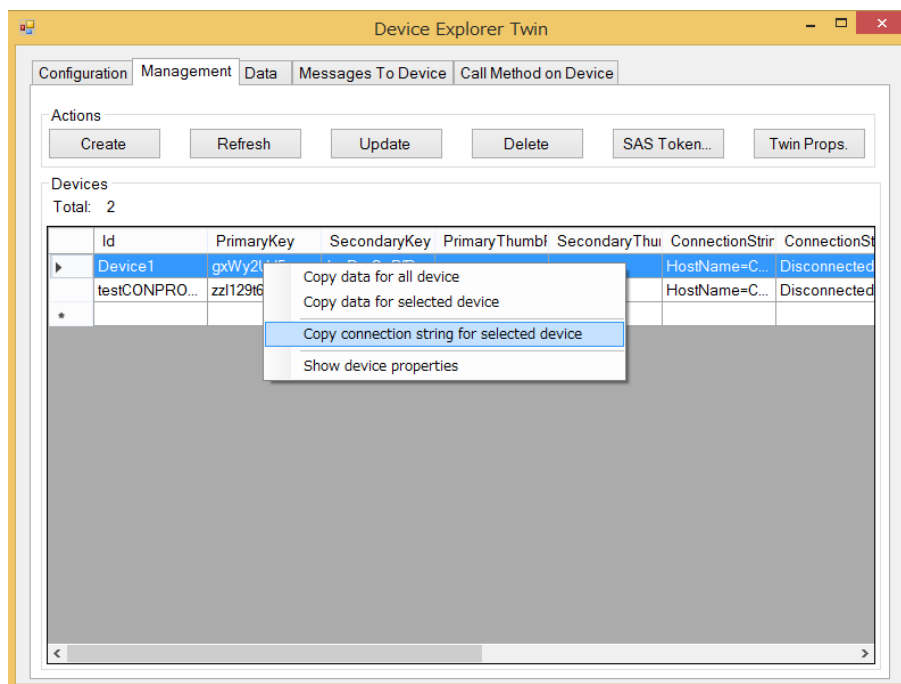 Device Explorer Twin
Configuration Management Data Messages To Device Call Method on Device
Actions
Create Refresh Update Delete SAS Token... Twin Props.
Devices
Total: 2
Id PrimaryKey SecondaryKey PrimaryThumbl SecondaryThui ConnectionStrin ConnectionSt
Device1 HostName=C... Disconnected
testCONPRO... zzl129t6 HostName=C... Disconnected
Copy data for all device
Copy data for selected device
Copy connection string for selected device
Show device properties